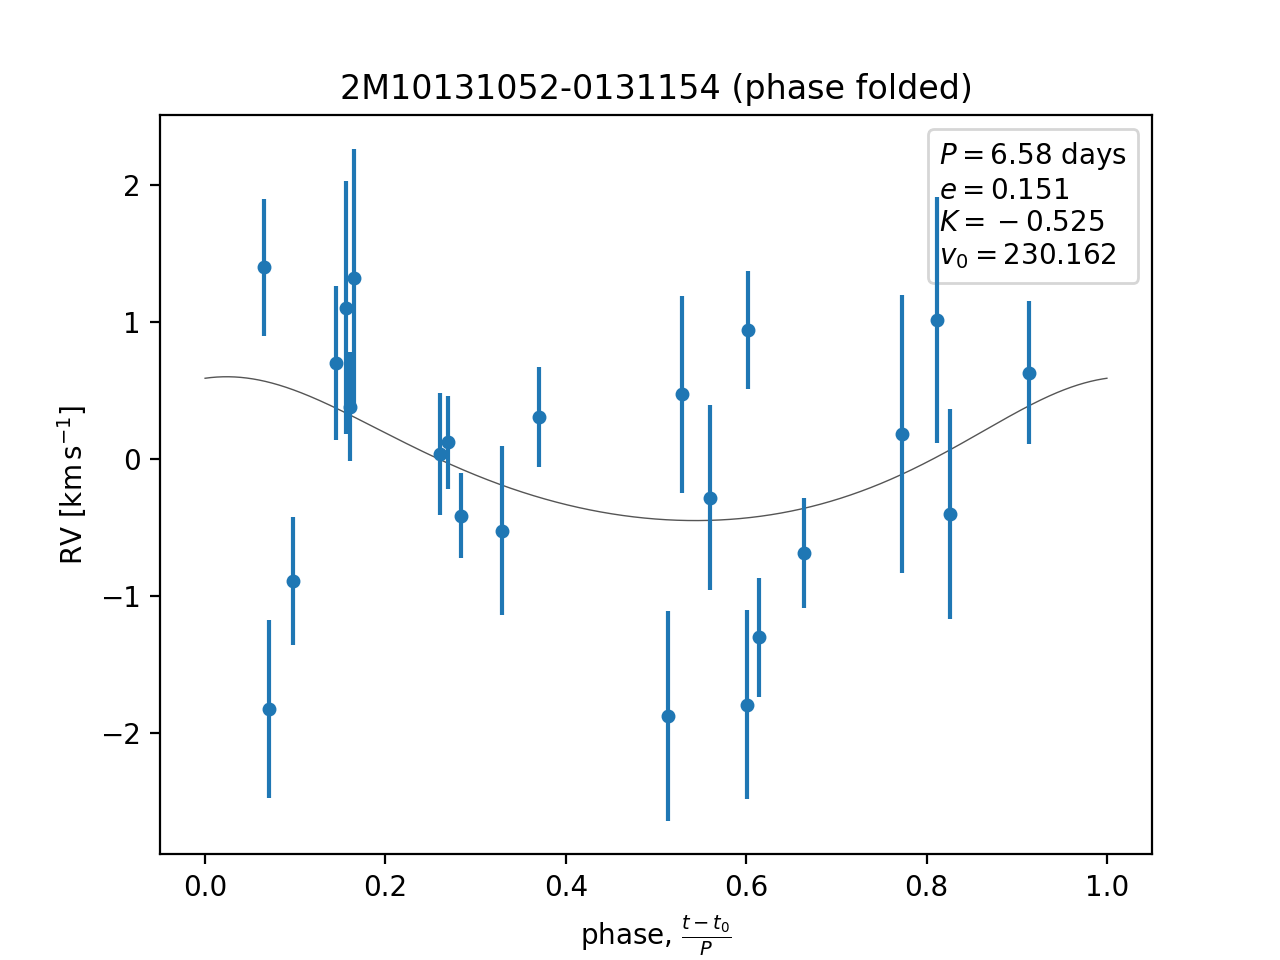 2M10131052-0131154 (phase folded)
P = 6.58 days
e = 0.151
K = −0.525
v₀ = 230.162
RV [km s⁻¹]
2
1
0
−1
−2
0.0 0.2 0.4 0.6 0.8 1.0
phase, (t − t₀)/P